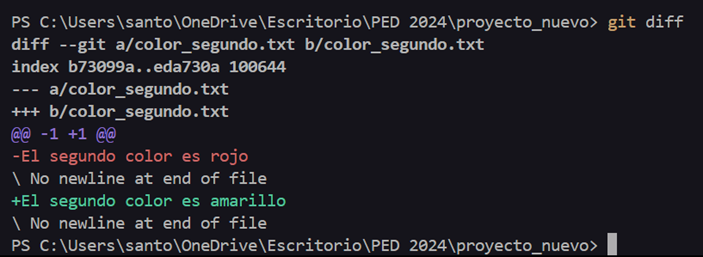 PS C:\Users\santo\OneDrive\Escritorio\PED 2024\proyecto_nuevo> git diff
diff --git a/color_segundo.txt b/color_segundo.txt
index b73099a..eda730a 100644
--- a/color_segundo.txt
+++ b/color_segundo.txt
@@ -1 +1 @@
-El segundo color es rojo
\ No newline at end of file
+El segundo color es amarillo
\ No newline at end of file
PS C:\Users\santo\OneDrive\Escritorio\PED 2024\proyecto_nuevo>